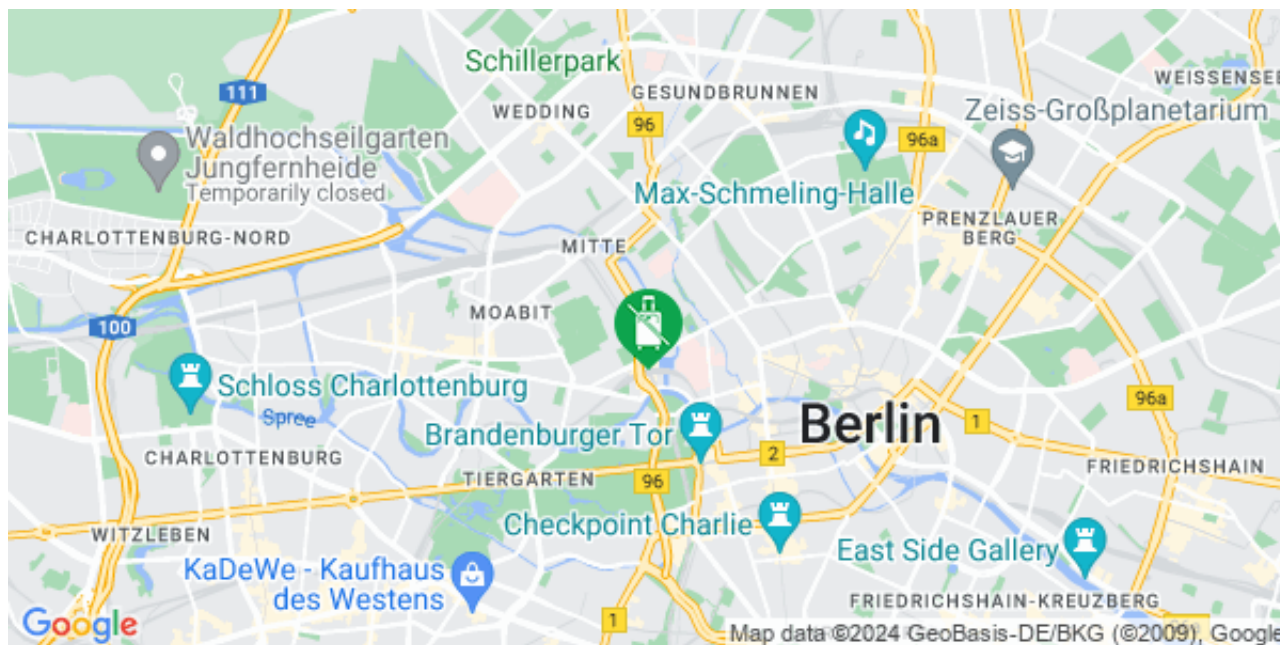 Schillerpark
WEISSENSEE
111
WEDDING
GESUNDBRUNNEN
Zeiss-Großplanetarium
96
96a
Waldhochseilgarten
Jungfernheide
Temporarily closed
Max-Schmeling-Halle
PRENZLAUER
BERG
CHARLOTTENBURG-NORD
MITTE
MOABIT
100
Schloss Charlottenburg
96a
Spree
Brandenburger Tor
Berlin
1
2
CHARLOTTENBURG
FRIEDRICHSHAIN
TIERGARTEN
96
Checkpoint Charlie
WITZLEBEN
East Side Gallery
KaDeWe - Kaufhaus
des Westens
FRIEDRICHSHAIN-KREUZBERG
1
Google
Map data ©2024 GeoBasis-DE/BKG (©2009), Google